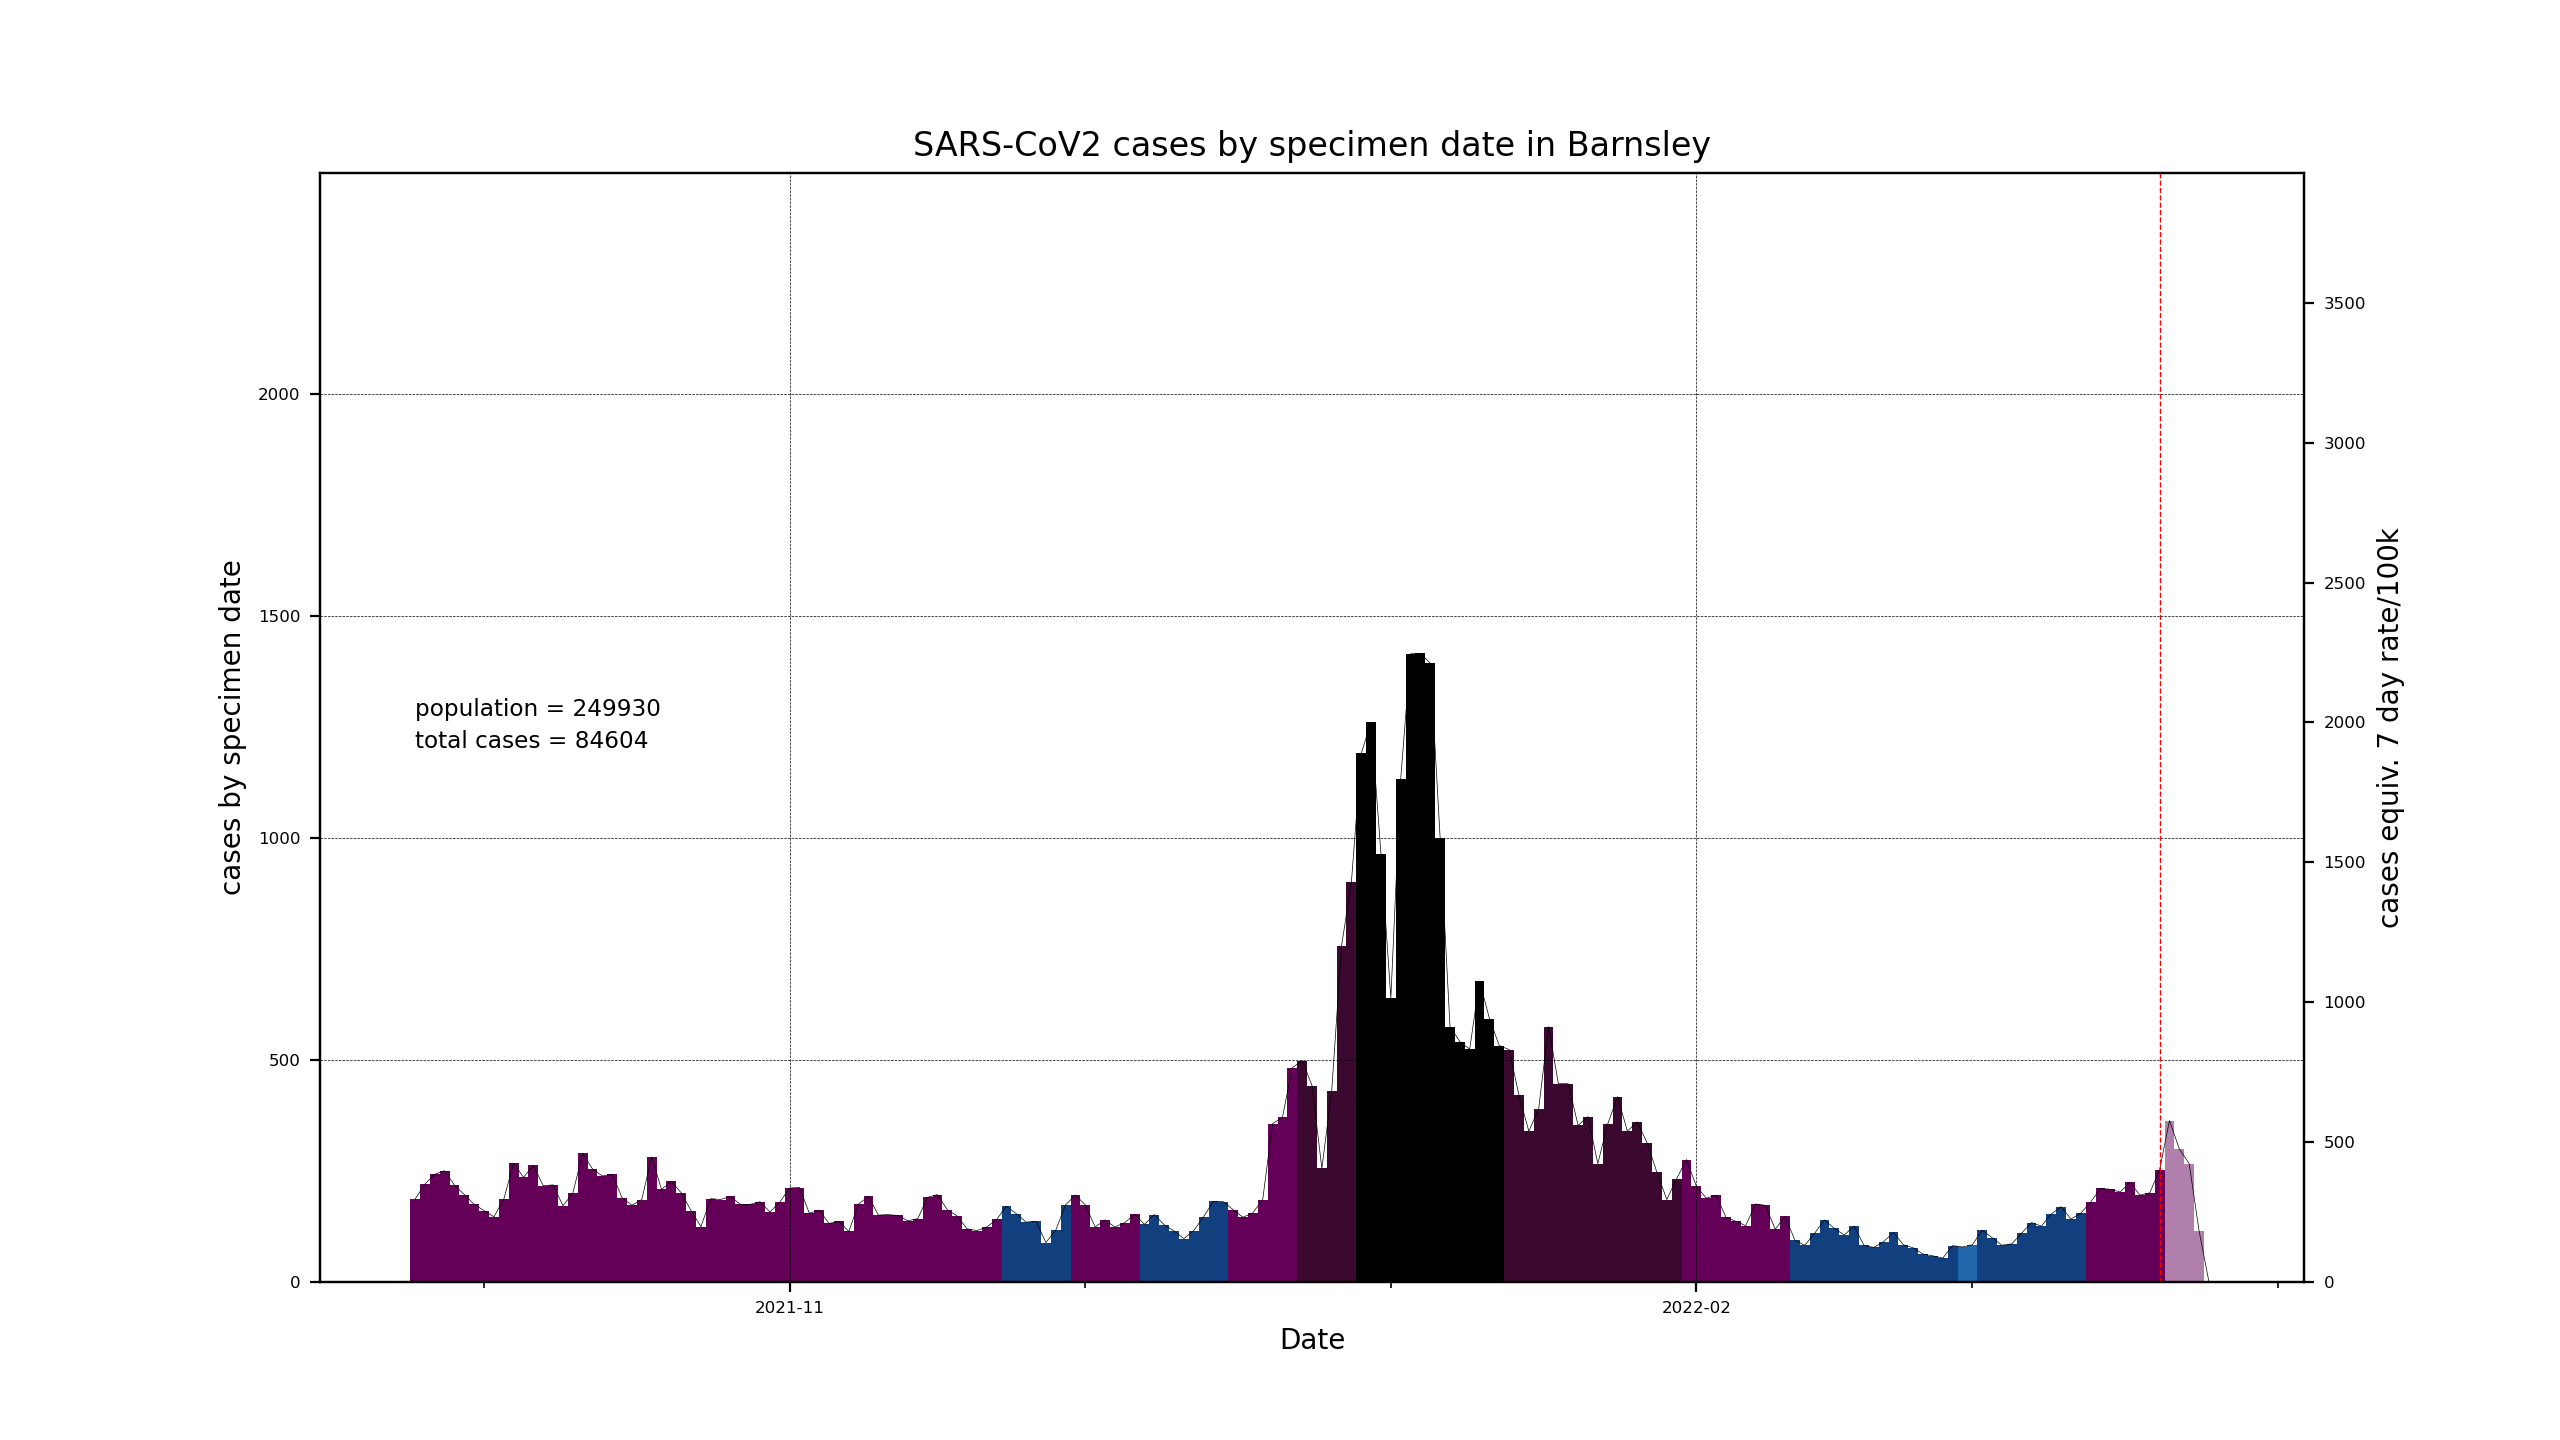 SARS-CoV2 cases by specimen date in Barnsley
cases by specimen date
2000
1500
1000
500
0
population = 249930
total cases = 84604
3500
3000
2500
2000
1500
1000
500
0
cases equiv. 7 day rate/100k
2021-11
2022-02
Date